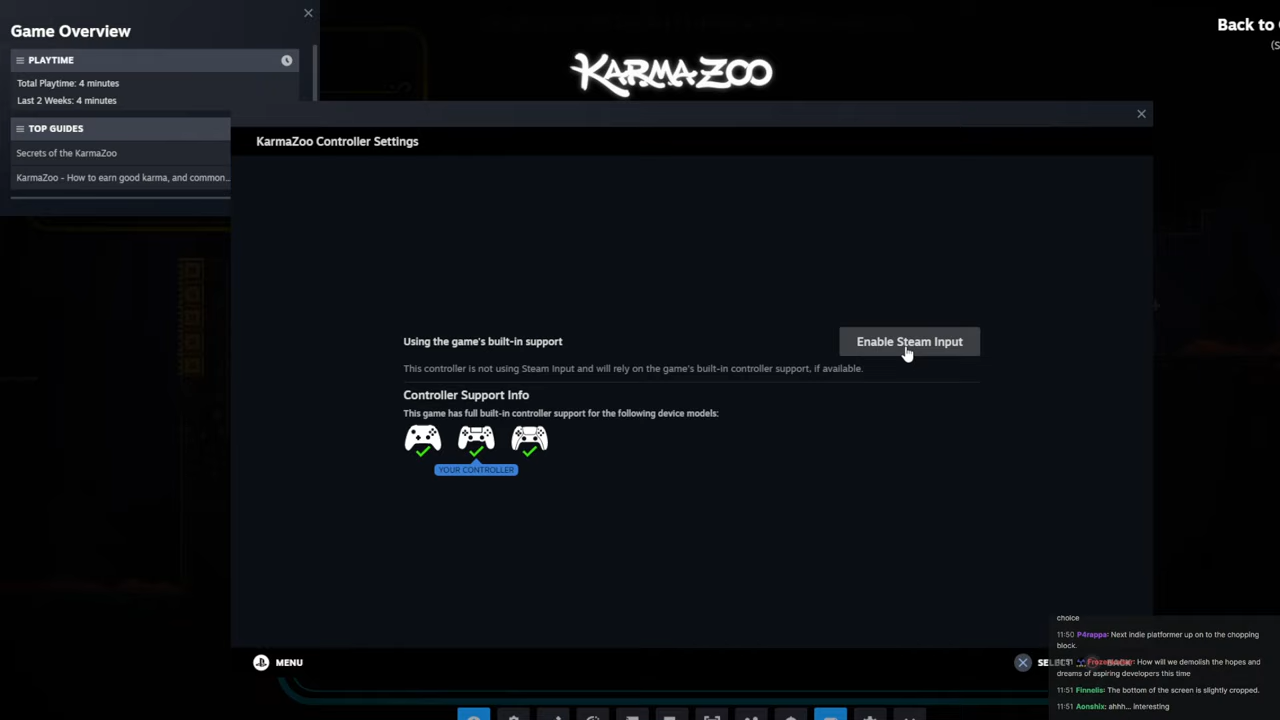 Game Overview
PLAYTIME
Total Playtime: 4 minutes
Last 2 Weeks: 4 minutes
TOP GUIDES
Secrets of the KarmaZoo
KarmaZoo - How to earn good karma, and common...
Back to
(S
KARMAZOO
KarmaZoo Controller Settings
Using the game's built-in support
Enable Steam Input
This controller is not using Steam Input and will rely on the game's built-in controller support, if available.
Controller Support Info
This game has full built-in controller support for the following device models:
YOUR CONTROLLER
MENU
SELECT
BACK
choice
11:50 P4rappa: Next indie platformer up on to the chopping
block.
How will we demolish the hopes and
dreams of aspiring developers this time
11:51 Finnelis: The bottom of the screen is slightly cropped.
11:51 Aonshix: ahhh... Interesting